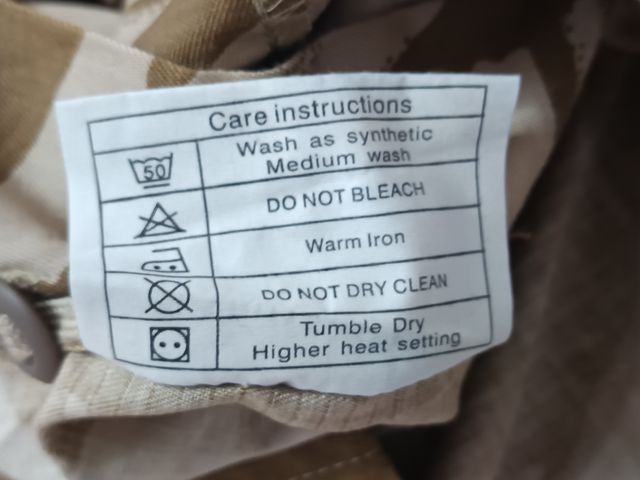 Care instructions
50
Wash as synthetic
Medium wash
DO NOT BLEACH
Warm Iron
DO NOT DRY CLEAN
Tumble Dry
Higher heat setting